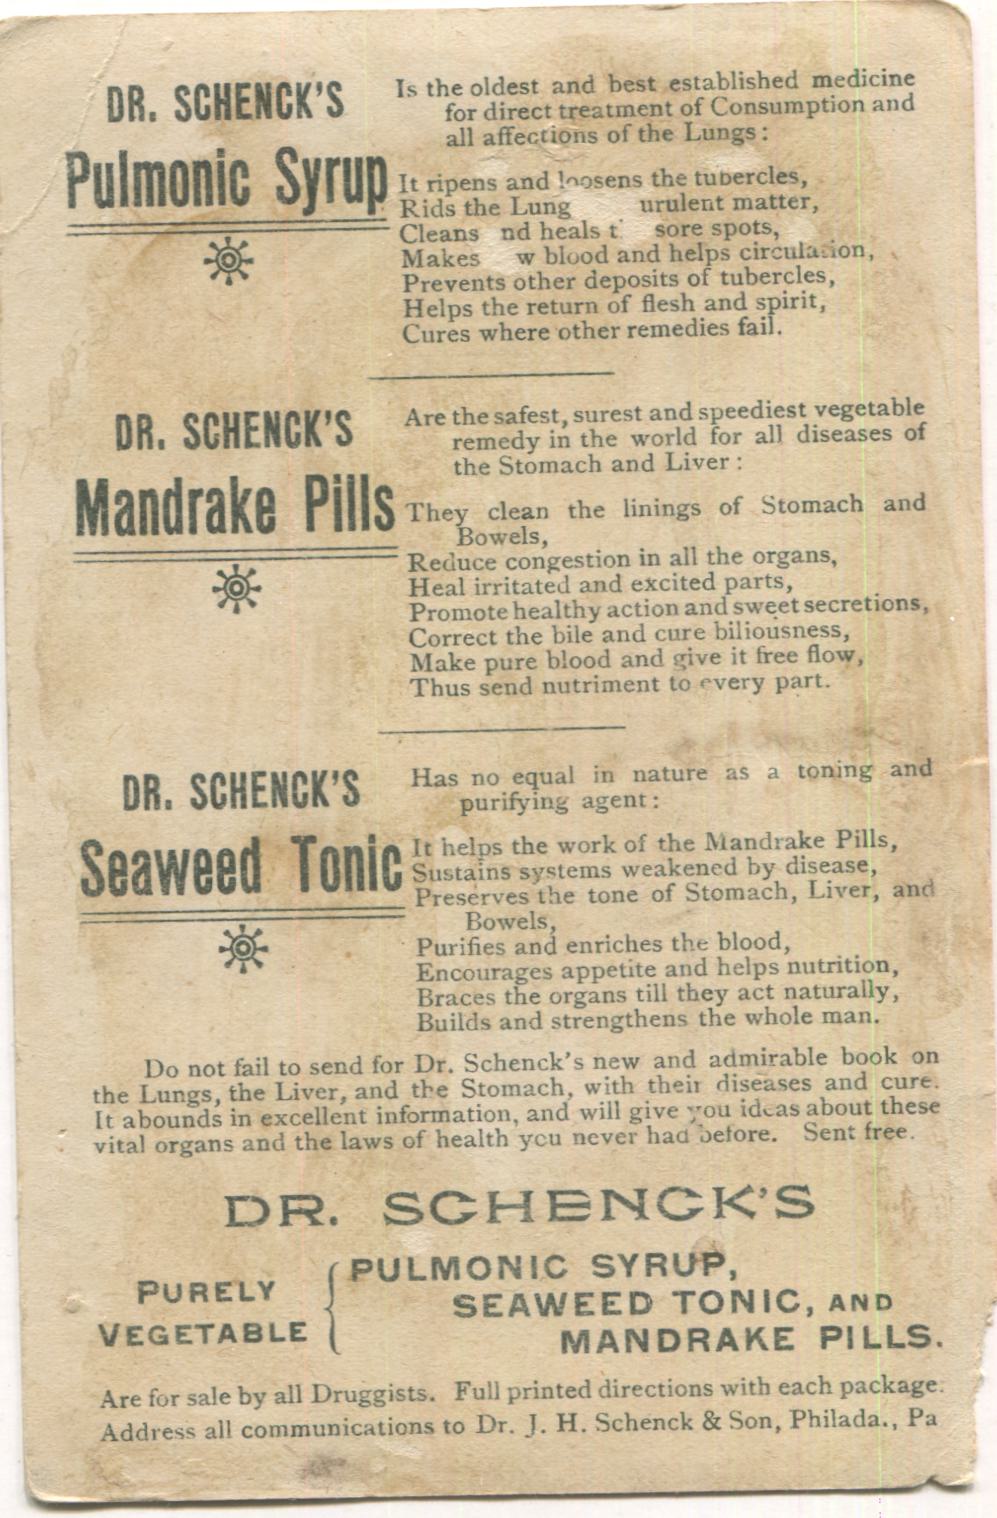 DR. SCHENCK'S
Pulmonic Syrup
Is the oldest and best established medicine
for direct treatment of Consumption and
all affections of the Lungs:
It ripens and loosens the tubercles,
Rids the Lung urulent matter,
Cleans nd heals t sore spots,
Makes w blood and helps circulation,
Prevents other deposits of tubercles,
Helps the return of flesh and spirit,
Cures where other remedies fail.
DR. SCHENCK'S
Mandrake Pills
Are the safest, surest and speediest vegetable
remedy in the world for all diseases of
the Stomach and Liver:
They clean the linings of Stomach and
Bowels,
Reduce congestion in all the organs,
Heal irritated and excited parts,
Promote healthy action and sweet secretions,
Correct the bile and cure biliousness,
Make pure blood and give it free flow,
Thus send nutriment to every part.
DR. SCHENCK'S
Seaweed Tonic
Has no equal in nature as a toning and
purifying agent:
It helps the work of the Mandrake Pills,
Sustains systems weakened by disease,
Preserves the tone of Stomach, Liver, and
Bowels,
Purifies and enriches the blood,
Encourages appetite and helps nutrition,
Braces the organs till they act naturally,
Builds and strengthens the whole man.
Do not fail to send for Dr. Schenck's new and admirable book on
the Lungs, the Liver, and the Stomach, with their diseases and cure.
It abounds in excellent information, and will give you ideas about these
vital organs and the laws of health you never had before. Sent free.
DR. SCHENCK'S
PURELY
VEGETABLE
PULMONIC SYRUP,
SEAWEED TONIC, AND
MANDRAKE PILLS.
Are for sale by all Druggists. Full printed directions with each package.
Address all communications to Dr. J. H. Schenck & Son, Philada., Pa